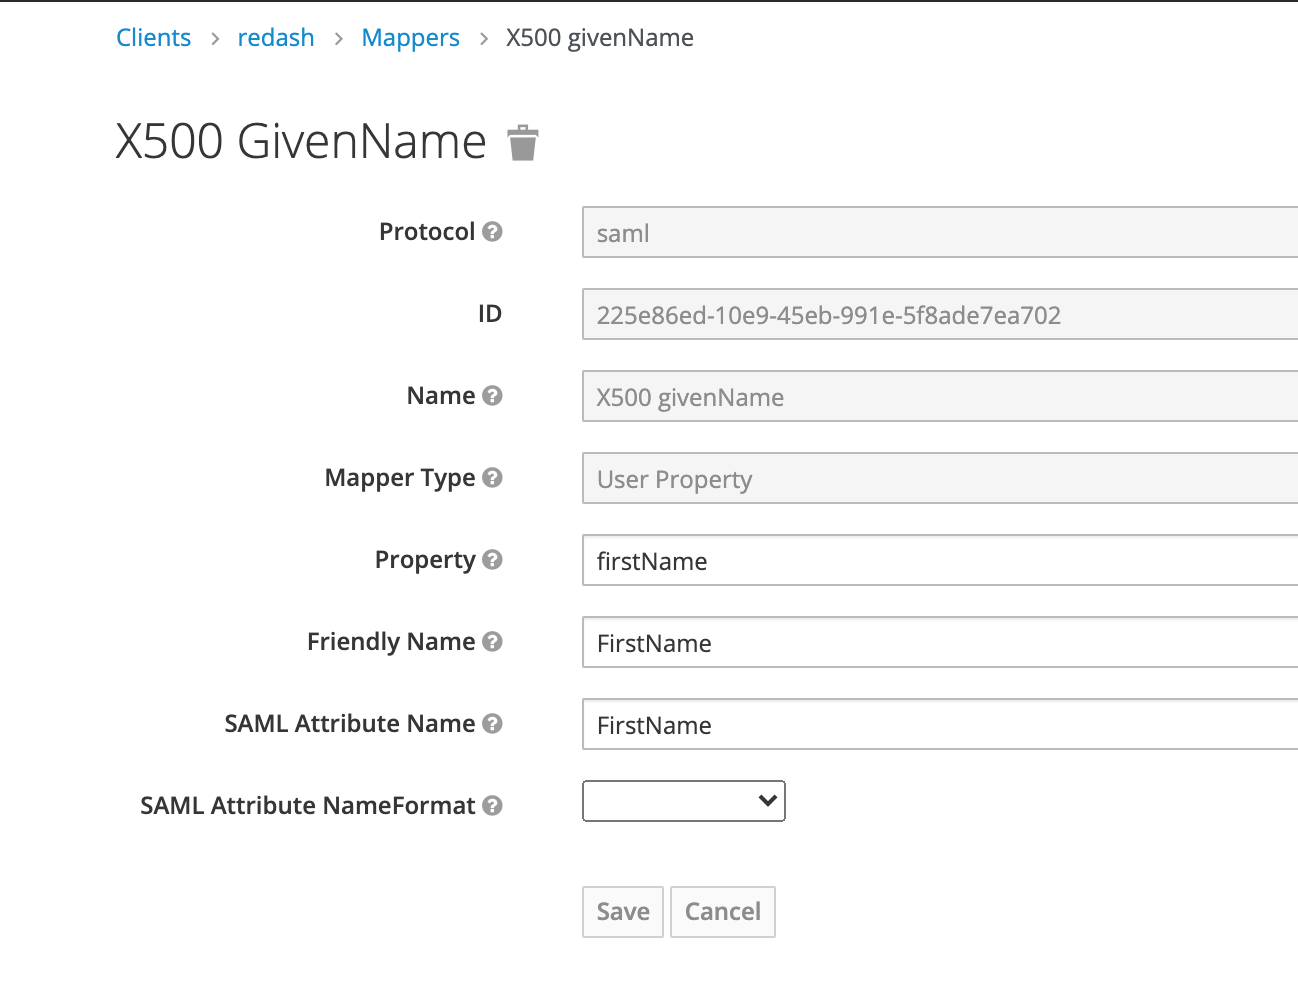 Clients > redash > Mappers > X500 givenName
X500 GivenName
Protocol ? saml
ID 225e86ed-10e9-45eb-991e-5f8ade7ea702
Name ? X500 givenName
Mapper Type ? User Property
Property ? firstName
Friendly Name ? FirstName
SAML Attribute Name ? FirstName
SAML Attribute NameFormat ?
Save Cancel